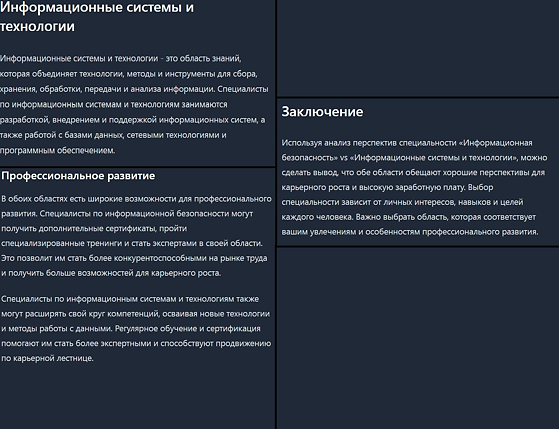 Информационные системы и
технологии
Информационные системы и технологии - это область знаний,
которая объединяет технологии, методы и инструменты для сбора,
хранения, обработки, передачи и анализа информации. Специалисты
по информационным системам и технологиям занимаются
разработкой, внедрением и поддержкой информационных систем, а
также работой с базами данных, сетевыми технологиями и
программным обеспечением.
Профессиональное развитие
В обоих областях есть широкие возможности для профессионального
развития. Специалисты по информационной безопасности могут
получить дополнительные сертификаты, пройти
специализированные тренинги и стать экспертами в своей области.
Это позволит им стать более конкурентоспособными на рынке труда
и получить больше возможностей для карьерного роста.
Специалисты по информационным системам и технологиям также
могут расширять свой круг компетенций, осваивая новые технологии
и методы работы с данными. Регулярное обучение и сертификация
помогают им стать более экспертными и способствуют продвижению
по карьерной лестнице.
Заключение
Используя анализ перспектив специальности «Информационная
безопасность» vs «Информационные системы и технологии», можно
сделать вывод, что обе области обещают хорошие перспективы для
карьерного роста и высокую заработную плату. Выбор
специальности зависит от личных интересов, навыков и целей
каждого человека. Важно выбрать область, которая соответствует
вашим увлечениям и особенностям профессионального развития.